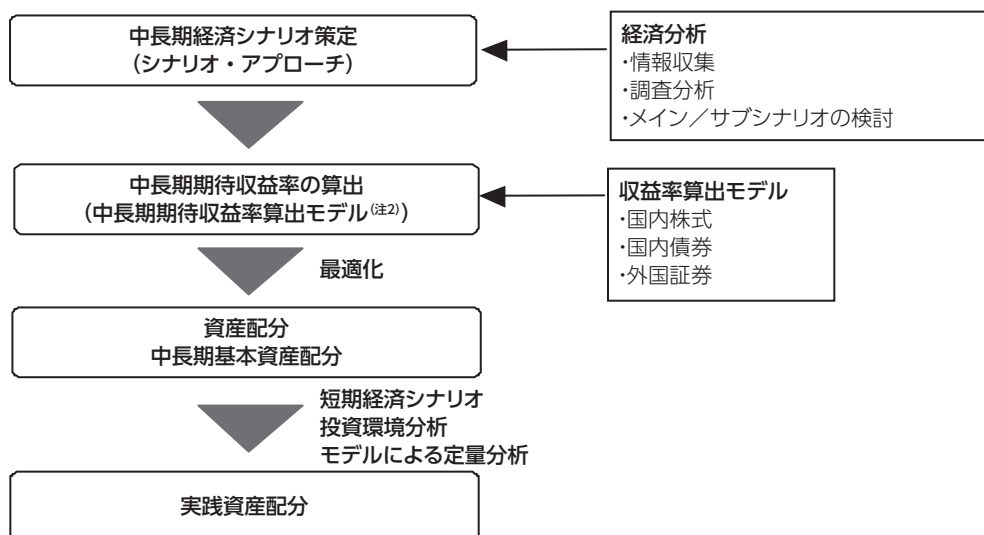 中長期経済シナリオ策定
(シナリオ・アプローチ)
経済分析
・情報収集
・調査分析
・メイン／サブシナリオの検討
中長期期待収益率の算出
(中長期期待収益率算出モデル(注2))
収益率算出モデル
・国内株式
・国内債券
・外国証券
最適化
資産配分
中長期基本資産配分
短期経済シナリオ
投資環境分析
モデルによる定量分析
実践資産配分